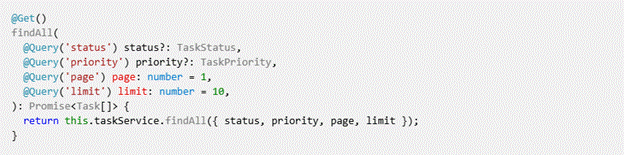 @Get()
findAll(
  @Query('status') status?: TaskStatus,
  @Query('priority') priority?: TaskPriority,
  @Query('page') page: number = 1,
  @Query('limit') limit: number = 10,
): Promise<Task[]> {
  return this.taskService.findAll({ status, priority, page, limit });
}